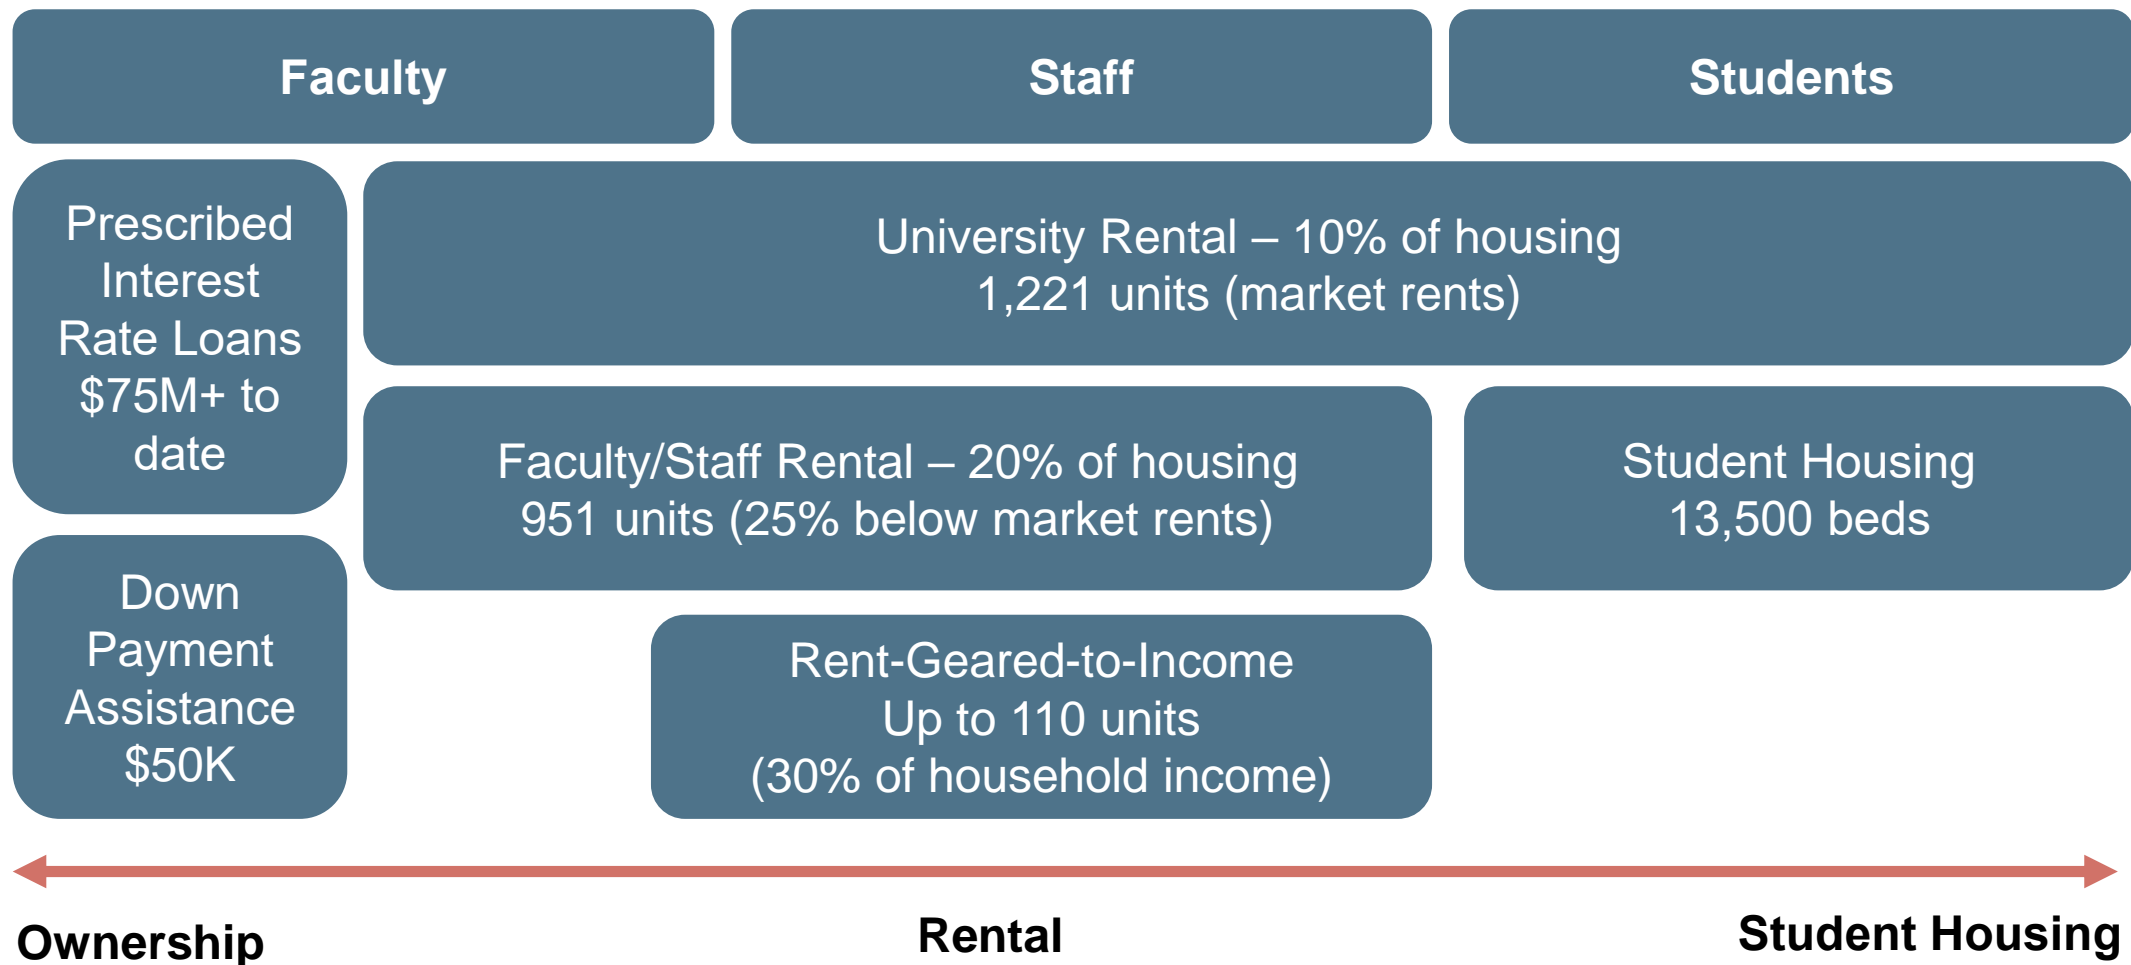 Faculty
Staff
Students
Prescribed
Interest
Rate Loans
$75M+ to
date
University Rental – 10% of housing
1,221 units (market rents)
Faculty/Staff Rental – 20% of housing
951 units (25% below market rents)
Student Housing
13,500 beds
Down
Payment
Assistance
$50K
Rent-Geared-to-Income
Up to 110 units
(30% of household income)
Ownership
Rental
Student Housing